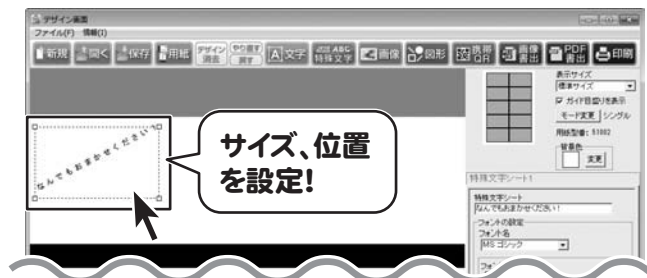 デザイン画面
ファイル(F) 情報(I)
新規 開く 保存 用紙 デザイン消去 やり直す 戻す 文字 ABC 特殊文字 画像 図形 携帯QR 画像書出 PDF書出 印刷
表示サイズ
標準サイズ
ガイド目盛りを表示
モード変更 シングル
用紙型番: 51002
背景色
変更
なんでもおまかせください!
サイズ、位置
を設定!
特殊文字シート1
特殊文字シート
なんでもおまかせください!
フォントの設定
フォント名
MS ゴシック